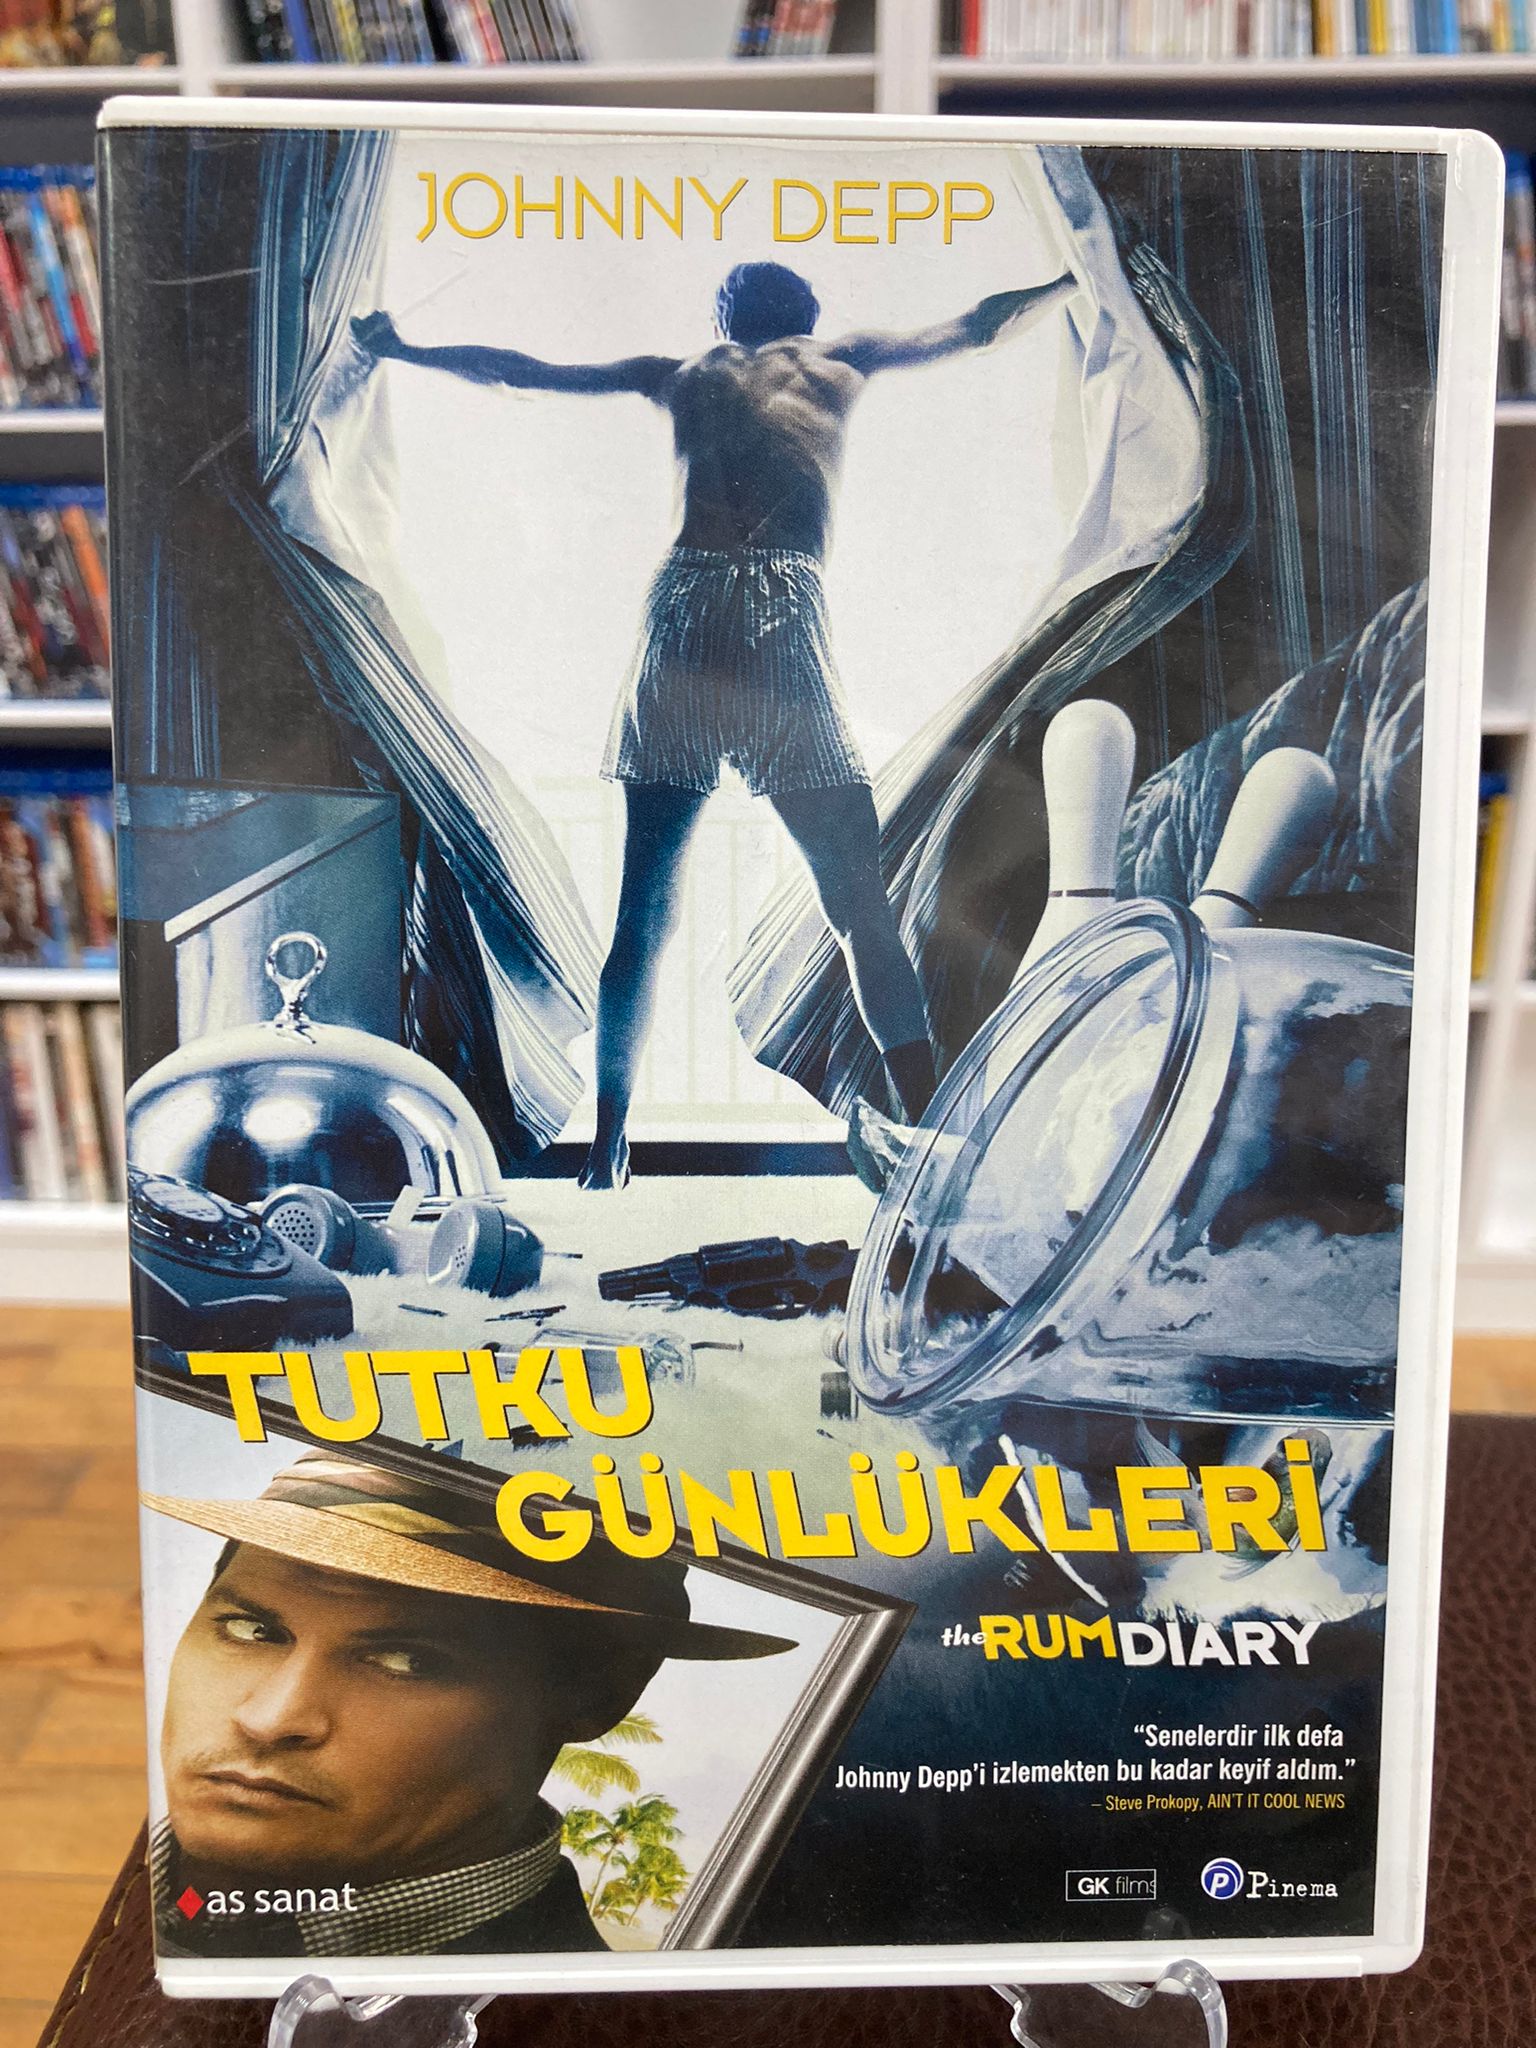 JOHNNY DEPP
TUTKU
GÜNLÜKLERİ
the RUM DIARY
“Senelerdir ilk defa
Johnny Depp’i izlemekten bu kadar keyif aldım.”
– Steve Prokopy, AIN'T IT COOL NEWS
as sanat
GK films
P Pinema